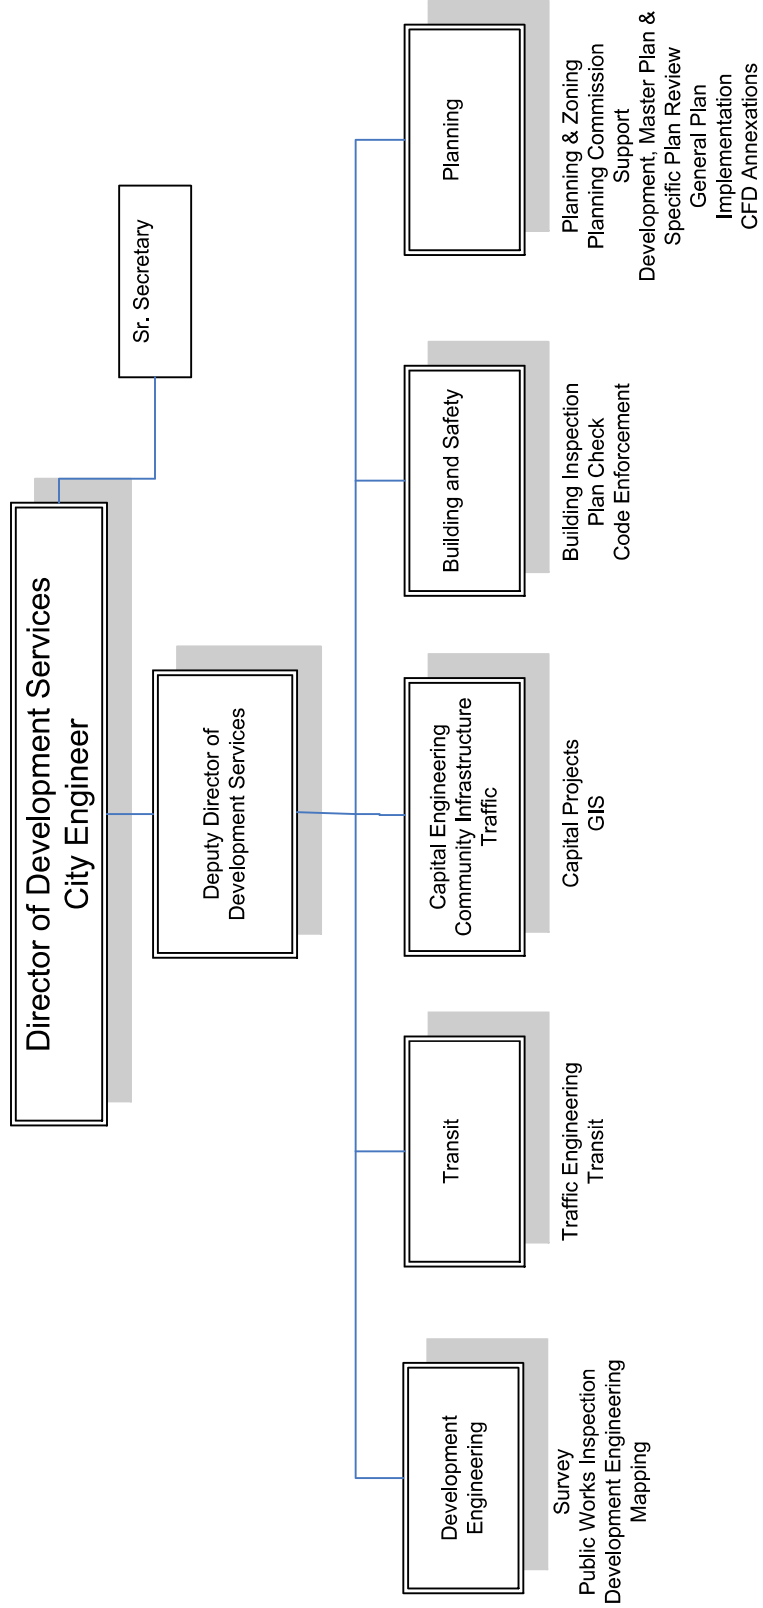 Director of Development Services
City Engineer
Sr. Secretary
Deputy Director of
Development Services
Development
Engineering
Survey
Public Works Inspection
Development Engineering
Mapping
Transit
Traffic Engineering
Transit
Capital Engineering
Community Infrastructure
Traffic
Capital Projects
GIS
Building and Safety
Building Inspection
Plan Check
Code Enforcement
Planning
Planning & Zoning
Planning Commission
Support
Development, Master Plan &
Specific Plan Review
General Plan
Implementation
CFD Annexations